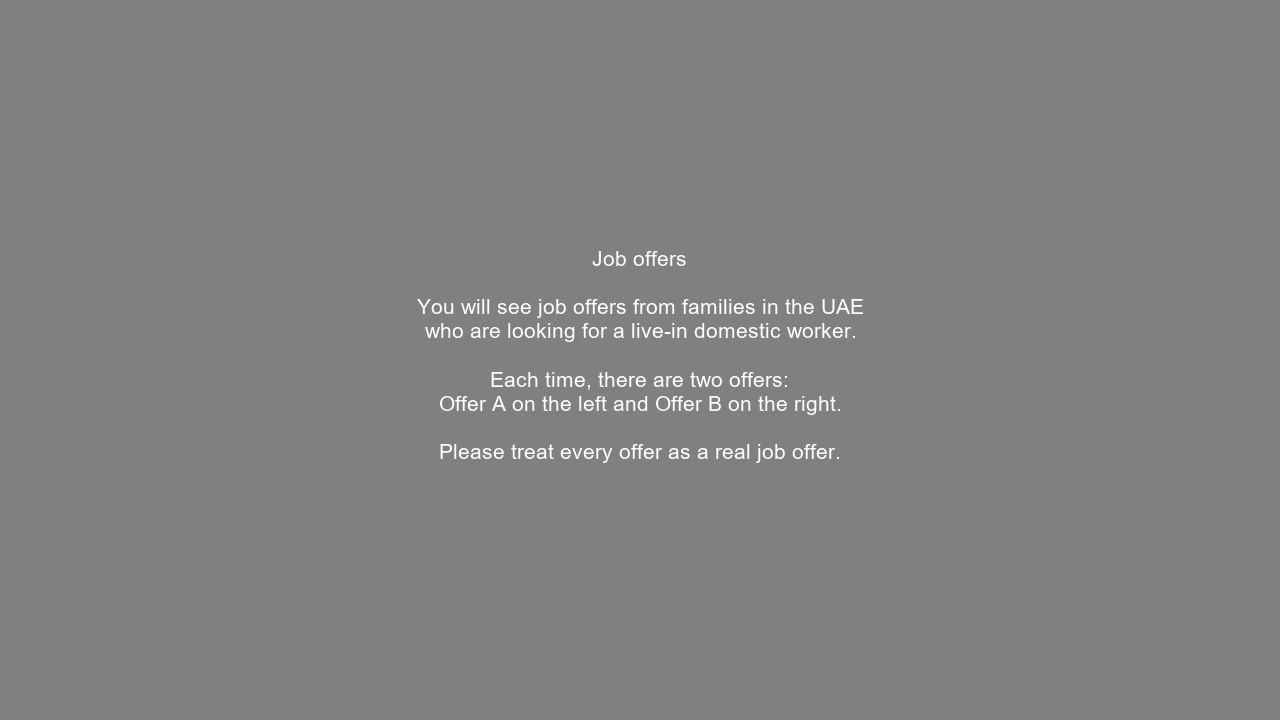 Job offers
You will see job offers from families in the UAE
who are looking for a live-in domestic worker.
Each time, there are two offers:
Offer A on the left and Offer B on the right.
Please treat every offer as a real job offer.